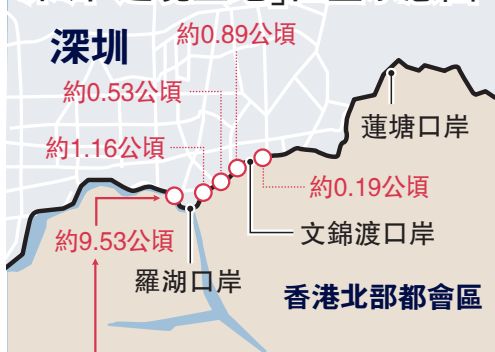 深圳
約0.89公頃
約0.53公頃
約1.16公頃
蓮塘口岸
約0.19公頃
約9.53公頃
文錦渡口岸
羅湖口岸
香港北部都會區